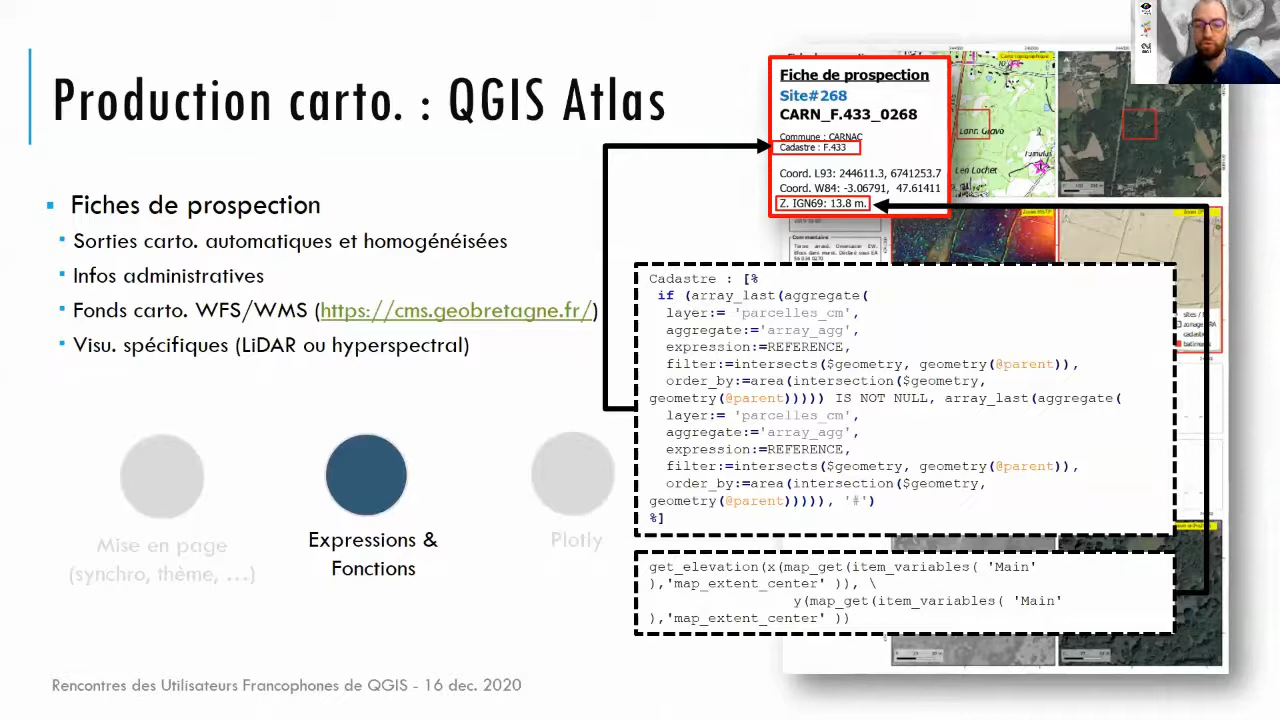 Production carto. : QGIS Atlas
Fiches de prospection
Sorties carto. automatiques et homogénéisées
Infos administratives
Fonds carto. WFS/WMS (https://cms.geobretagne.fr/)
Visu. spécifiques (LiDAR ou hyperspectral)
Mise en page
(synchro, thème, …)
Expressions &
Fonctions
Plotly
Fiche de prospection
Site#268
CARN_F.433_0268
Commune : CARNAC
Cadastre : F.433
Coord. L93: 244611.3, 6741253.7
Coord. W84: -3.06791, 47.61411
Z. IGN69: 13.8 m.
Lann Glavo
Tumulus
Len Lochet
Commentaire
Cadastre : [%
if (array_last(aggregate(
layer:= 'parcelles_cm',
aggregate:='array_agg',
expression:=REFERENCE,
filter:=intersects($geometry, geometry(@parent)),
order_by:=area(intersection($geometry,
geometry(@parent))))) IS NOT NULL, array_last(aggregate(
layer:= 'parcelles_cm',
aggregate:='array_agg',
expression:=REFERENCE,
filter:=intersects($geometry, geometry(@parent)),
order_by:=area(intersection($geometry,
geometry(@parent))))), '#')
%]
get_elevation(x(map_get(item_variables( 'Main'
),'map_extent_center' )), \
y(map_get(item_variables( 'Main'
),'map_extent_center' ))
Rencontres des Utilisateurs Francophones de QGIS - 16 dec. 2020